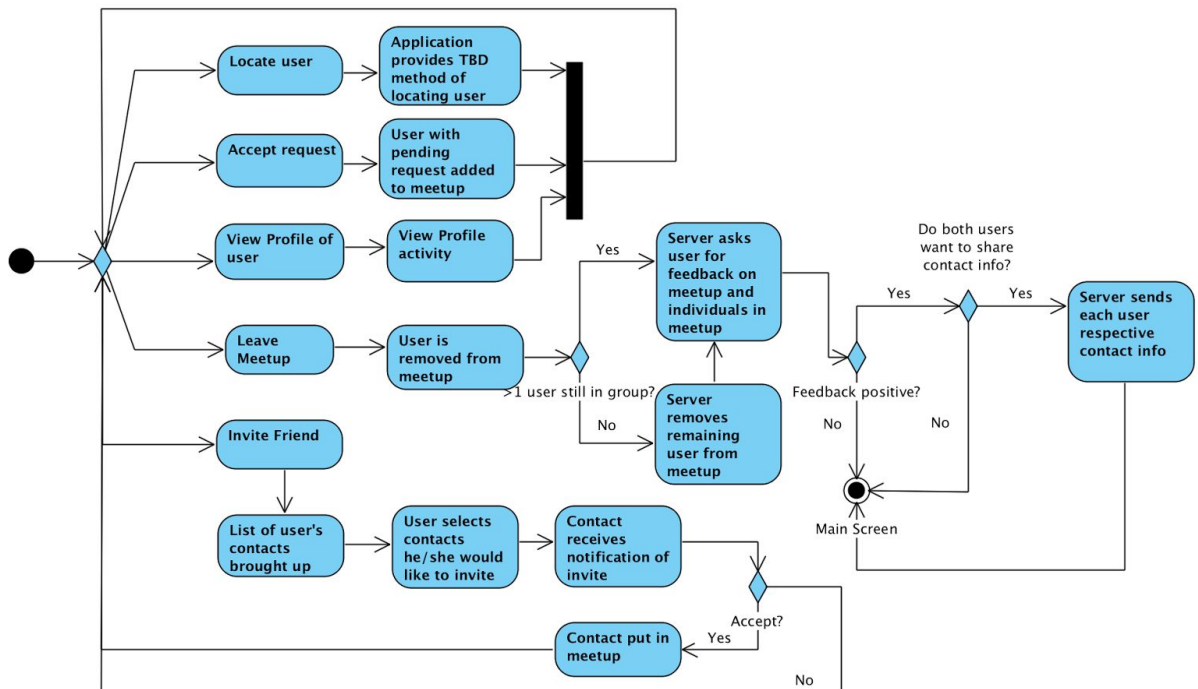 Locate user
Application
provides TBD
method of
locating user
Accept request
User with
pending
request added
to meetup
View Profile of
user
View Profile
activity
Leave
Meetup
User is
removed from
meetup
>1 user still in group?
Yes
No
Server asks
user for
feedback on
meetup and
individuals in
meetup
Server
removes
remaining
user from
meetup
Feedback positive?
Yes
No
Do both users
want to share
contact info?
Yes
No
Server sends
each user
respective
contact info
Main Screen
Invite Friend
List of user's
contacts
brought up
User selects
contacts
he/she would
like to invite
Contact
receives
notification of
invite
Accept?
Yes
No
Contact put in
meetup